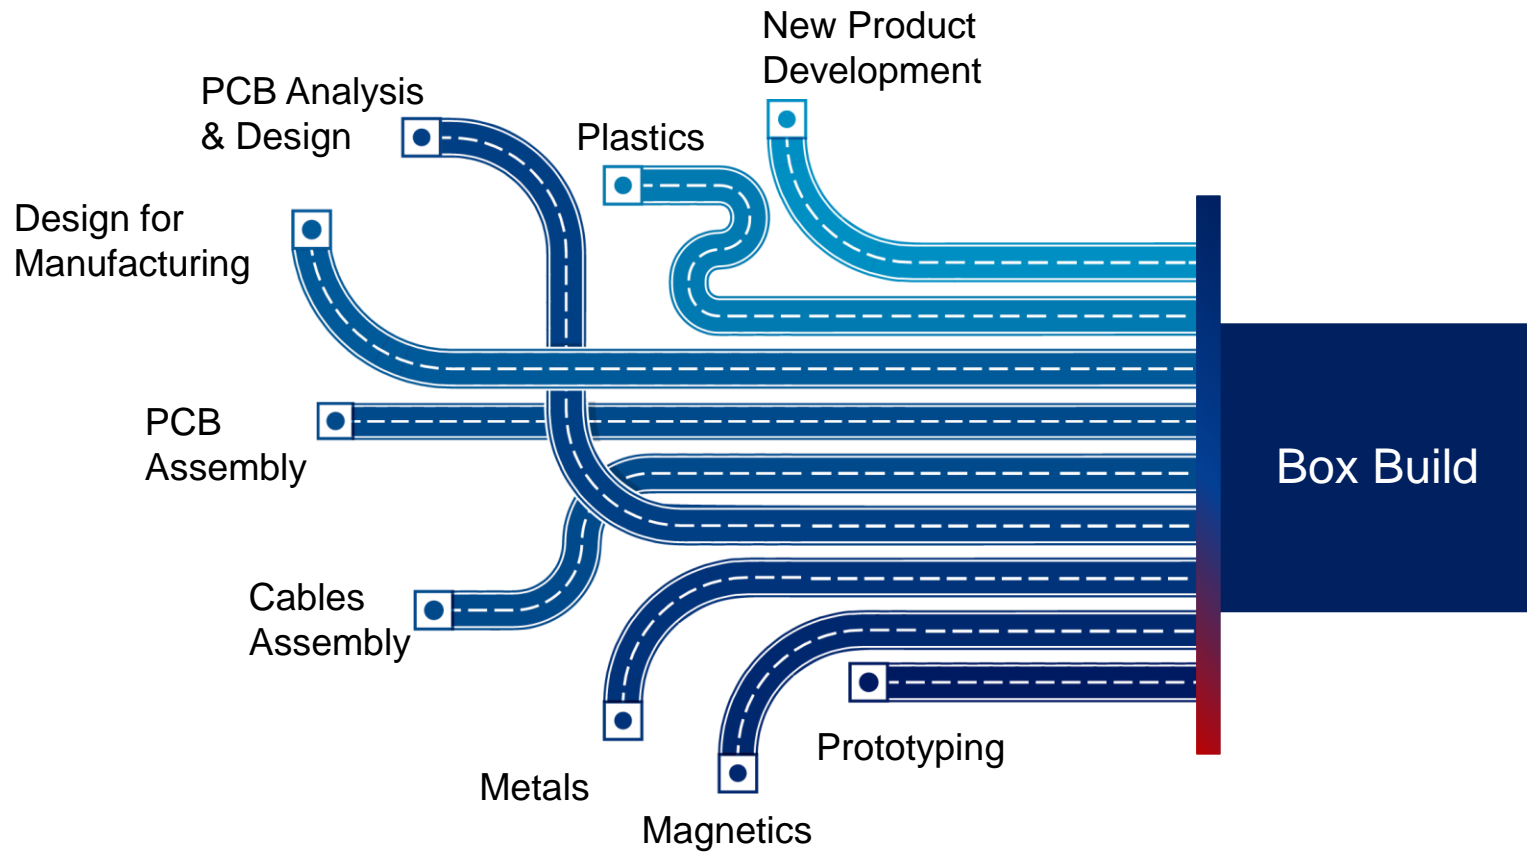 New Product
Development
PCB Analysis
& Design
Plastics
Design for
Manufacturing
PCB
Assembly
Box Build
Cables
Assembly
Prototyping
Metals
Magnetics